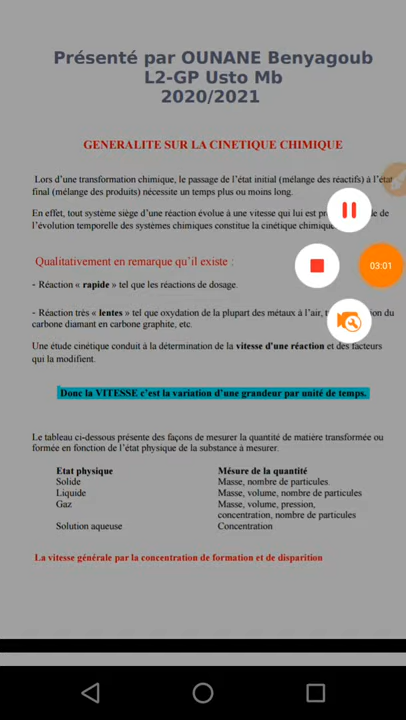 Présenté par OUNANE Benyagoub
L2-GP Usto Mb
2020/2021
GENERALITE SUR LA CINETIQUE CHIMIQUE
Lors d'une transformation chimique, le passage de l'état initial (mélange des réactifs) à l'état
final (mélange des produits) nécessite un temps plus ou moins long.
En effet, tout système siège d'une réaction évolue à une vitesse qui lui est de
l'évolution temporelle des systèmes chimiques constitue la cinétique chimique
Qualitativement en remarque qu'il existe :
- Réaction « rapide » tel que les réactions de dosage.
03:01
- Réaction très « lentes » tel que oxydation de la plupart des métaux à l'air, du
carbone diamant en carbone graphite, etc.
Une étude cinétique conduit à la détermination de la vitesse d'une réaction et des facteurs
qui la modifient.
Donc la VITESSE c'est la variation d'une grandeur par unité de temps.
Le tableau ci-dessous présente des façons de mesurer la quantité de matière transformée ou
formée en fonction de l'état physique de la substance à mesurer.
Etat physique Mésure de la quantité
Solide Masse, nombre de particules.
Liquide Masse, volume, nombre de particules
Gaz Masse, volume, pression,
concentration, nombre de particules
Solution aqueuse Concentration
La vitesse générale par la concentration de formation et de disparition